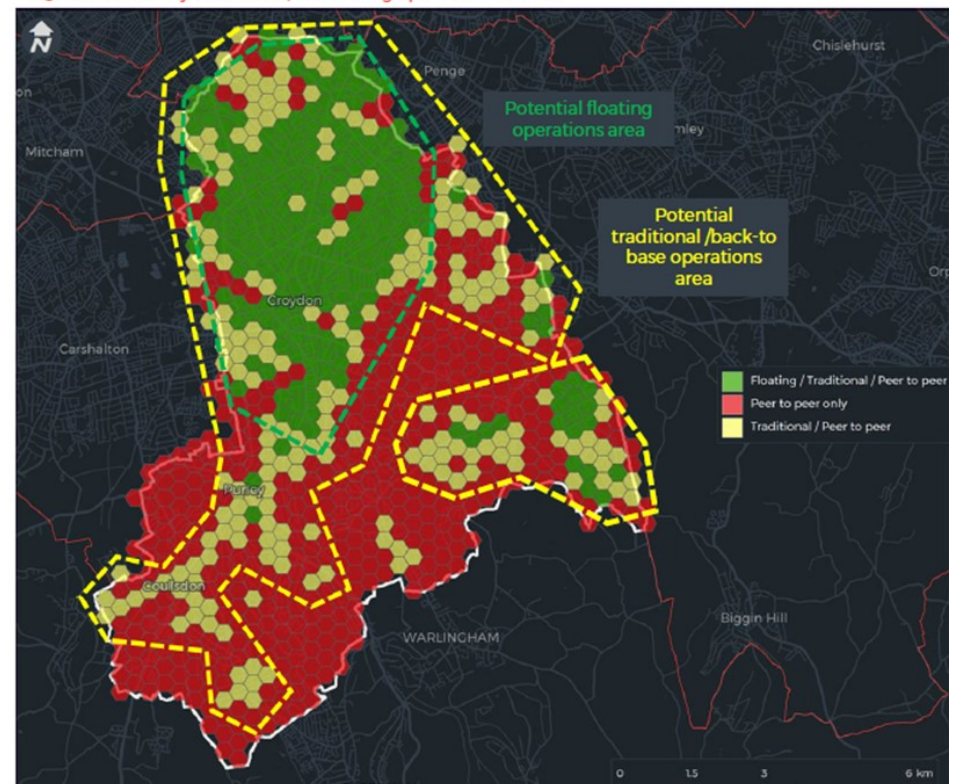 N
Chislehurst
Penge
Potential floating
operations area
mley
Mitcham
on
Potential
traditional /back-to
base operations
area
Orp
Croydon
Carshalton
Floating / Traditional / Peer to peer
Peer to peer only
Traditional / Peer to peer
Purley
Coulsdon
Biggin Hill
WARLINGHAM
0 1.5 3 6 km